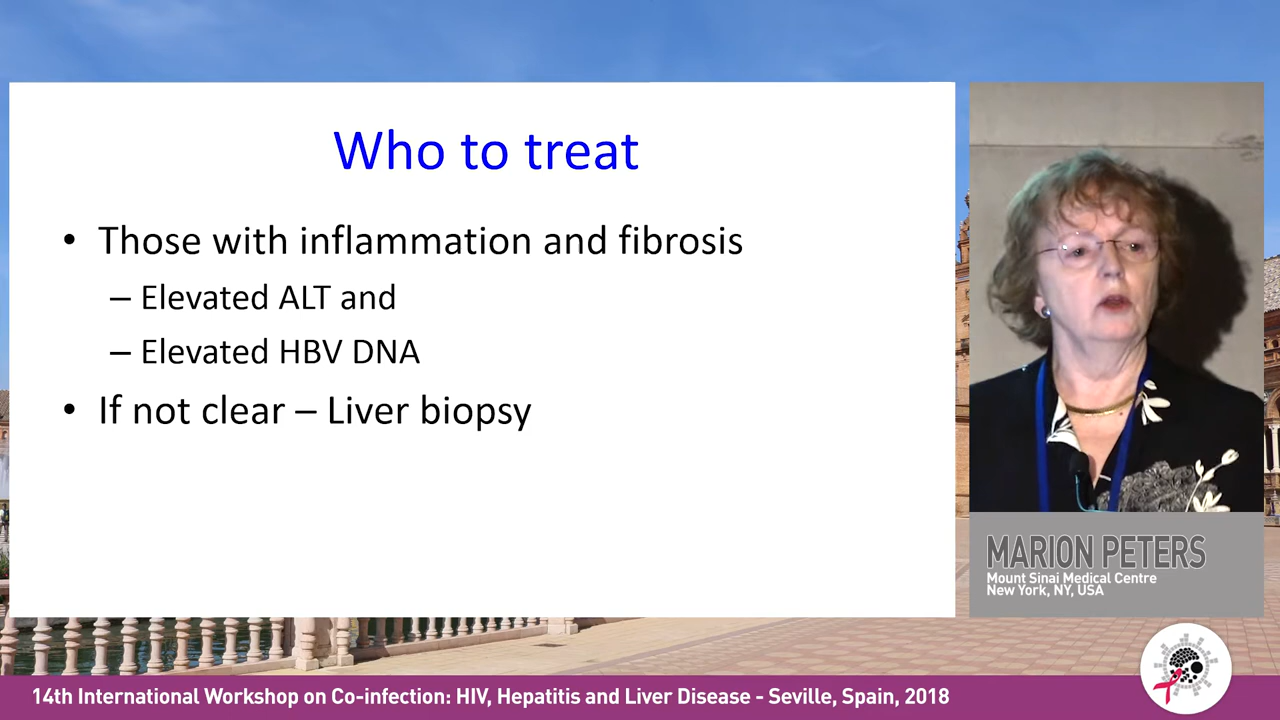 Who to treat
• Those with inflammation and fibrosis
– Elevated ALT and
– Elevated HBV DNA
• If not clear – Liver biopsy
MARION PETERS
Mount Sinai Medical Centre
New York, NY, USA
14th International Workshop on Co-infection: HIV, Hepatitis and Liver Disease - Seville, Spain, 2018